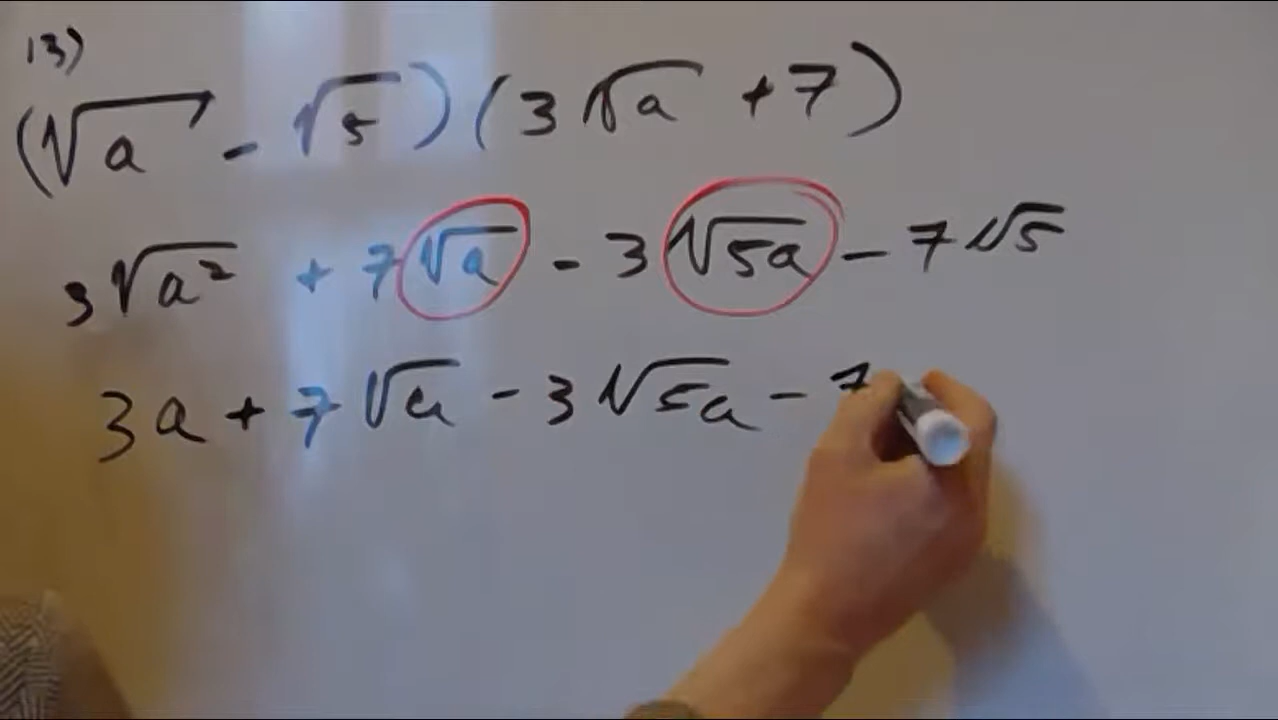 13)
(√a - √5)(3√a + 7)
3√a² + 7√a - 3√5a - 7√5
3a + 7√a - 3√5a - 7